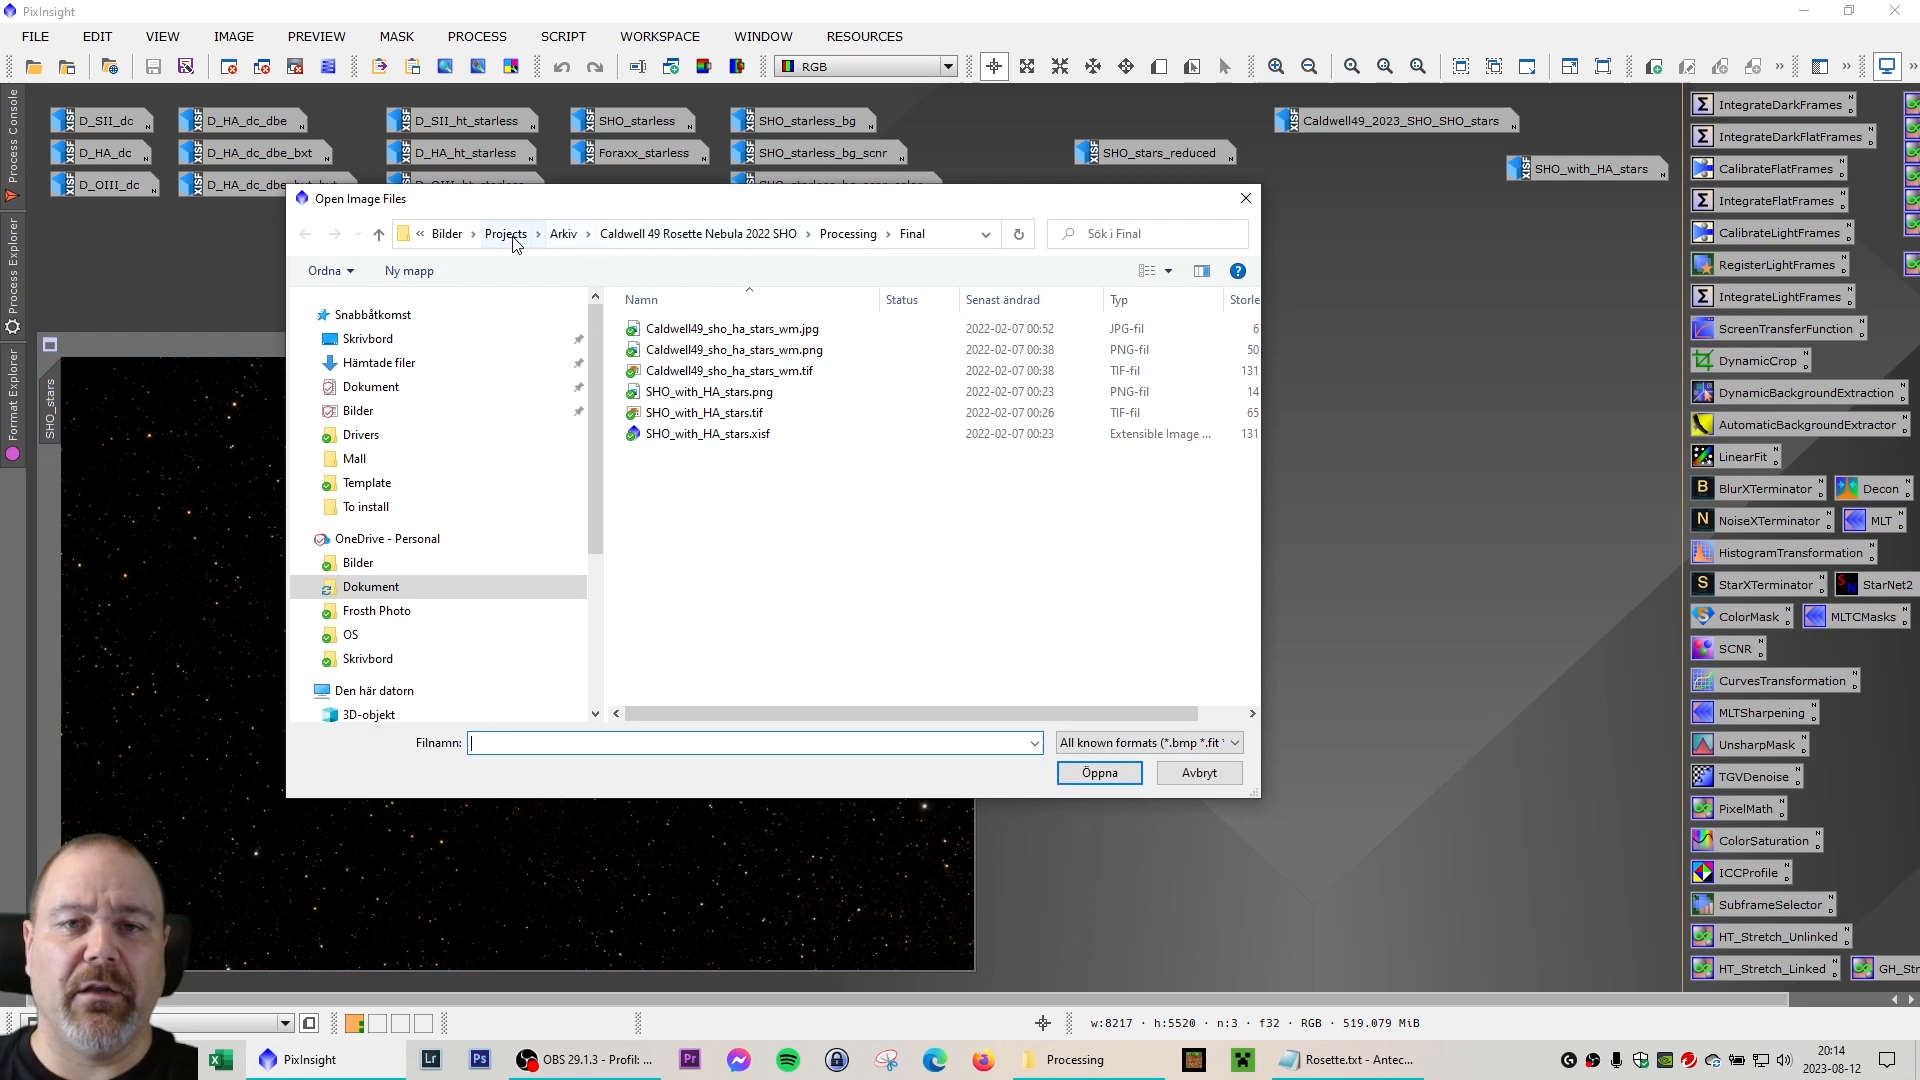 PixInsight
FILE EDIT VIEW IMAGE PREVIEW MASK PROCESS SCRIPT WORKSPACE WINDOW RESOURCES
RGB
Process Console
Process Explorer
Format Explorer
D_SII_dc
D_HA_dc_dbe
D_SII_ht_starless
SHO_starless
SHO_starless_bg
Caldwell49_2023_SHO_SHO_stars
D_HA_dc
D_HA_dc_dbe_bxt
D_HA_ht_starless
Foraxx_starless
SHO_starless_bg_scnr
SHO_stars_reduced
SHO_with_HA_stars
D_OIII_dc
SHO_stars
Open Image Files
« Bilder › Projects › Arkiv › Caldwell 49 Rosette Nebula 2022 SHO › Processing › Final
Sök i Final
Ordna Ny mapp
Snabbåtkomst
Skrivbord
Hämtade filer
Dokument
Bilder
Drivers
Mall
Template
To install
OneDrive - Personal
Bilder
Dokument
Frosth Photo
OS
Skrivbord
Den här datorn
3D-objekt
Namn Status Senast ändrad Typ Storle
Caldwell49_sho_ha_stars_wm.jpg 2022-02-07 00:52 JPG-fil 6
Caldwell49_sho_ha_stars_wm.png 2022-02-07 00:38 PNG-fil 50
Caldwell49_sho_ha_stars_wm.tif 2022-02-07 00:38 TIF-fil 131
SHO_with_HA_stars.png 2022-02-07 00:23 PNG-fil 14
SHO_with_HA_stars.tif 2022-02-07 00:26 TIF-fil 65
SHO_with_HA_stars.xisf 2022-02-07 00:23 Extensible Image ... 131
Filnamn:
All known formats (*.bmp *.fit *
Öppna Avbryt
IntegrateDarkFrames
IntegrateDarkFlatFrames
CalibrateFlatFrames
IntegrateFlatFrames
CalibrateLightFrames
RegisterLightFrames
IntegrateLightFrames
ScreenTransferFunction
DynamicCrop
DynamicBackgroundExtraction
AutomaticBackgroundExtractor
LinearFit
BlurXTerminator Decon
NoiseXTerminator MLT
HistogramTransformation
StarXTerminator StarNet2
ColorMask MLTCMasks
SCNR
CurvesTransformation
MLTSharpening
UnsharpMask
TGVDenoise
PixelMath
ColorSaturation
ICCProfile
SubframeSelector
HT_Stretch_Unlinked
HT_Stretch_Linked GH_Str
w:8217 · h:5520 · n:3 · f32 · RGB · 519.079 MiB
PixInsight
OBS 29.1.3 - Profil: ...
Processing
Rosette.txt - Antec...
20:14
2023-08-12